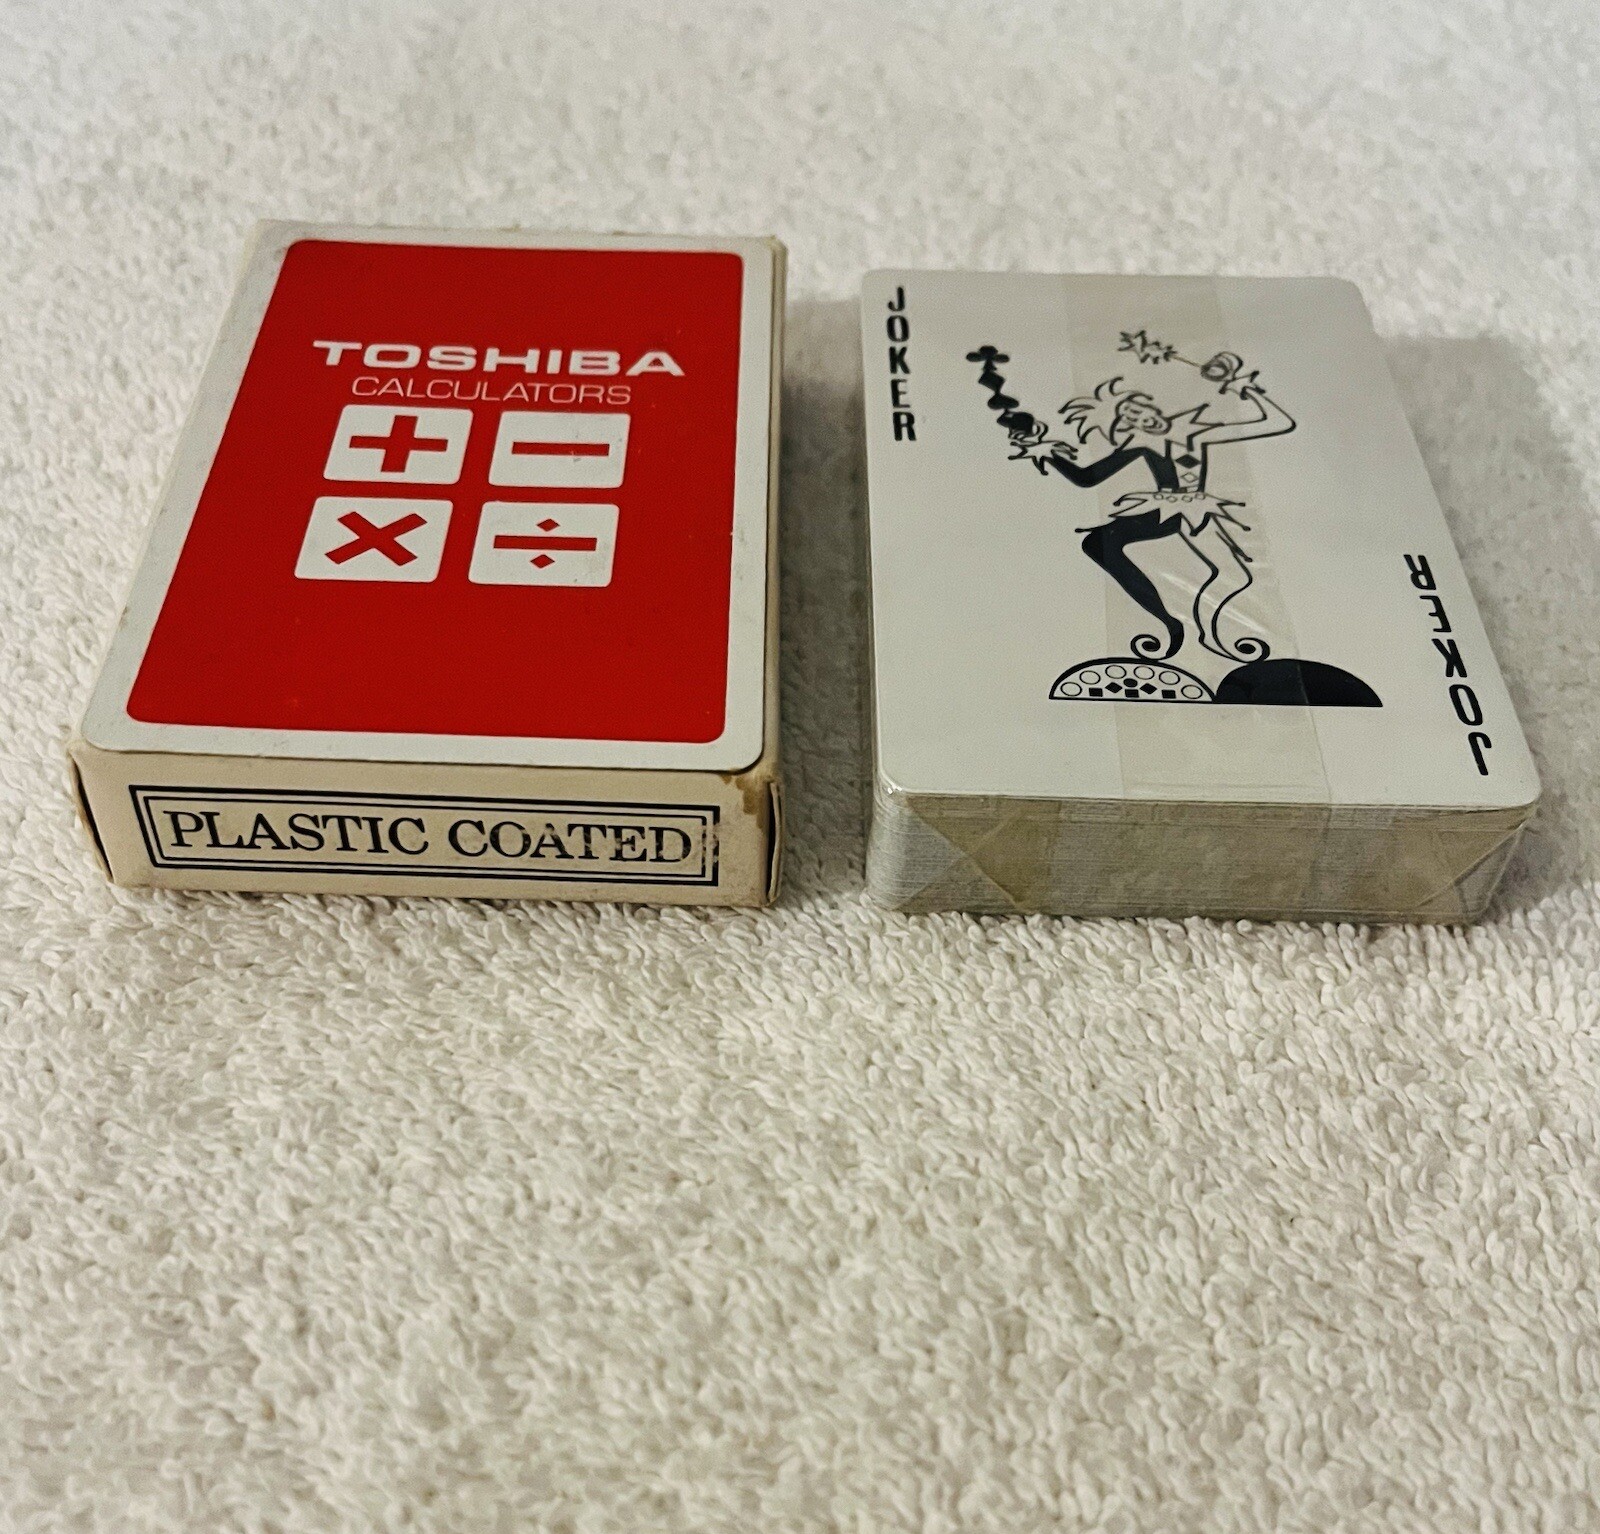 TOSHIBA
CALCULATORS
+ −
× ÷
PLASTIC COATED
JOKER
JOKER